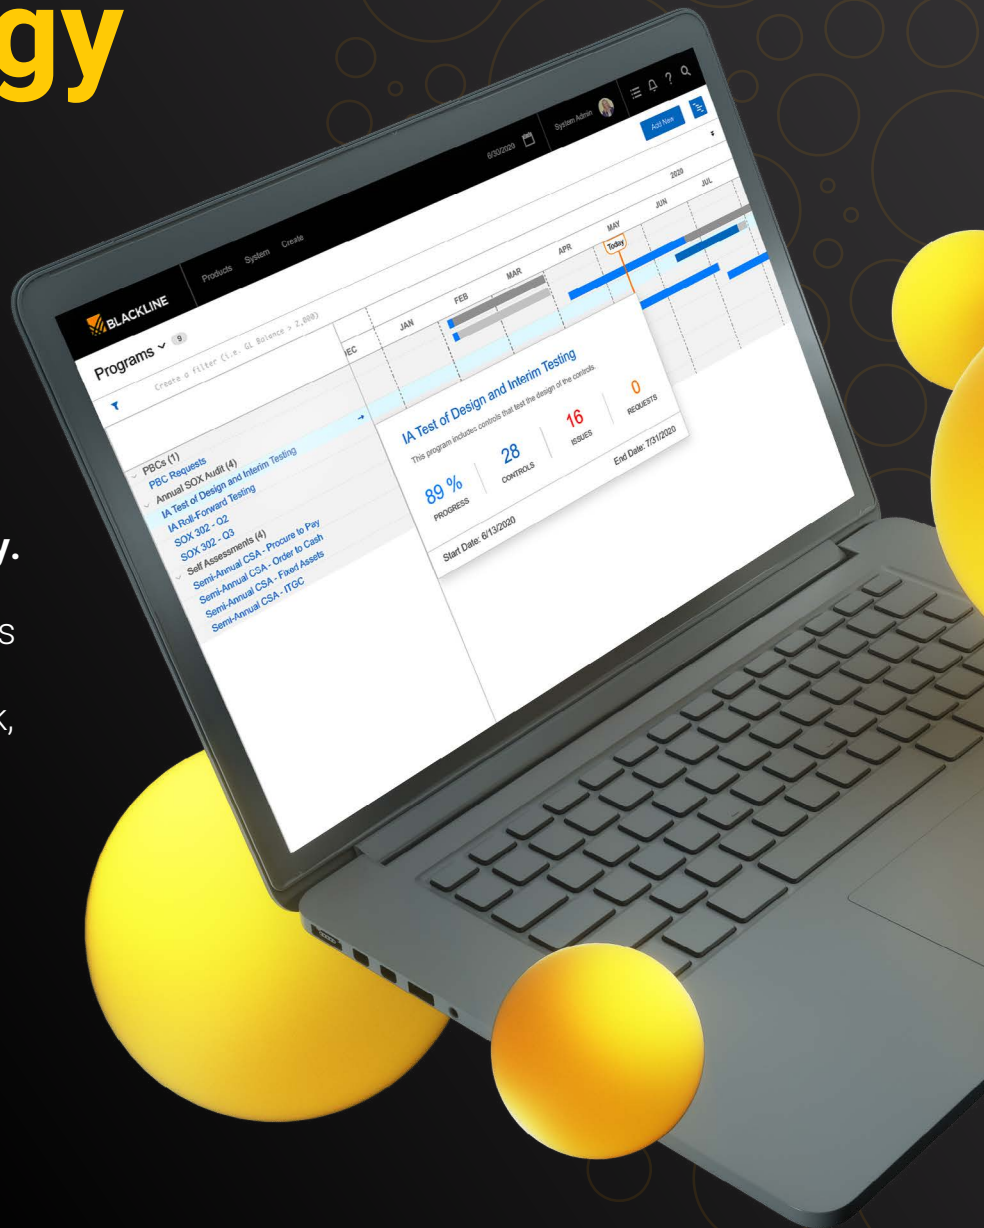 gy
y.
s
k,
BLACKLINE
Products System Create
6/30/2020
System Admin
?
Programs 9
Add New
Create a filter (i.e. GL Balance > 2,000)
2020
EC JAN FEB MAR APR MAY JUN JUL
Today
PBCs (1)
PBC Requests
Annual SOX Audit (4)
IA Test of Design and Interim Testing
IA Roll-Forward Testing
SOX 302 - Q2
SOX 302 - Q3
Self Assessments (4)
Semi-Annual CSA - Procure to Pay
Semi-Annual CSA - Order to Cash
Semi-Annual CSA - Fixed Assets
Semi-Annual CSA - ITGC
IA Test of Design and Interim Testing
This program includes controls that test the design of the controls.
89 % 28 16 0
PROGRESS CONTROLS ISSUES REQUESTS
Start Date: 6/13/2020 End Date: 7/31/2020